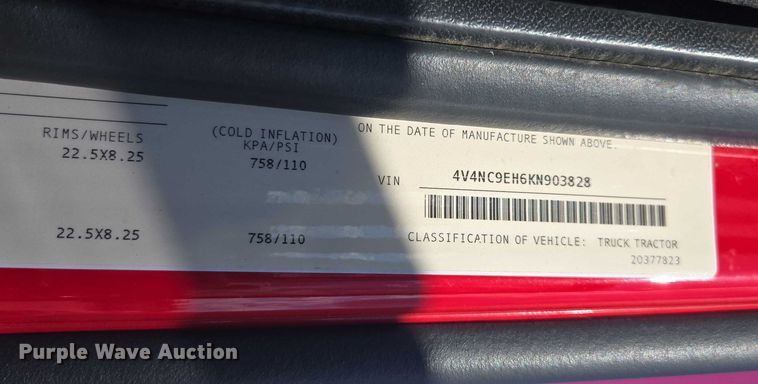 RIMS/WHEELS (COLD INFLATION) ON THE DATE OF MANUFACTURE SHOWN ABOVE.
KPA/PSI
22.5X8.25 758/110
VIN 4V4NC9EH6KN903828
22.5X8.25 758/110 CLASSIFICATION OF VEHICLE: TRUCK TRACTOR
20377823
Purple Wave Auction